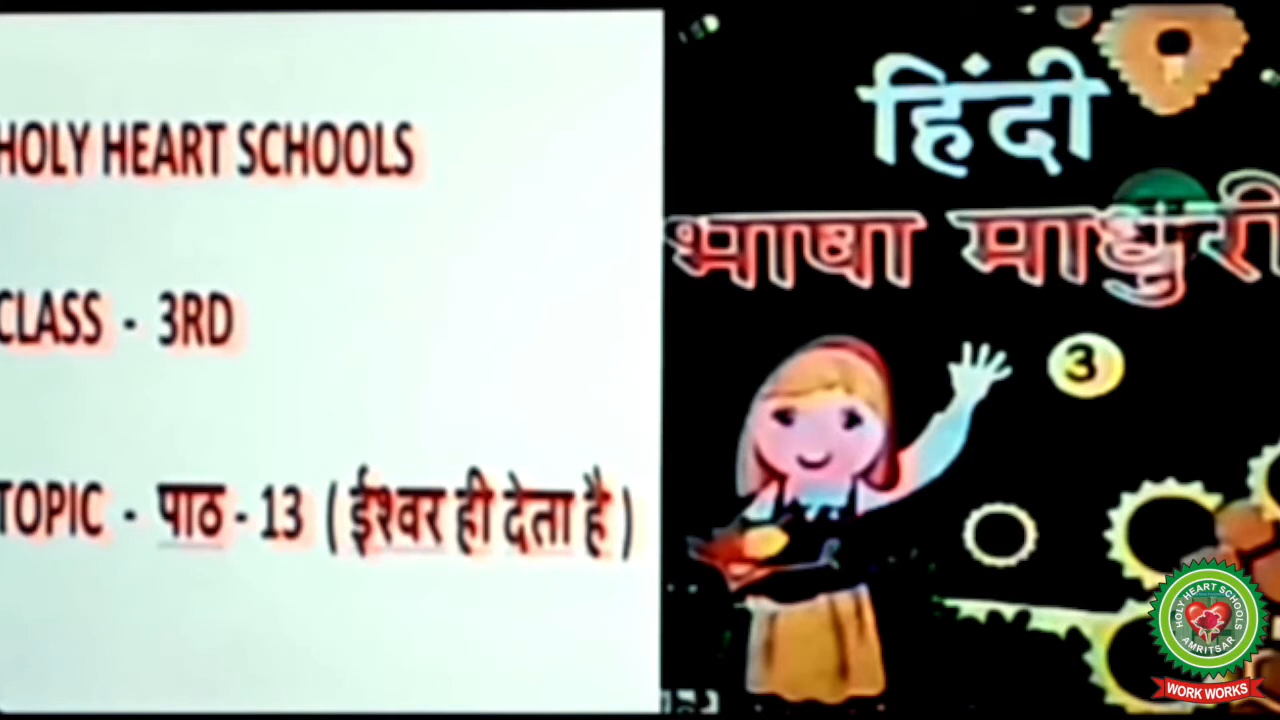 HOLY HEART SCHOOLS
CLASS - 3RD
TOPIC - पाठ - 13 ( ईश्वर ही देता है )
हिंदी
भाषा माधुरी
3
HOLY HEART SCHOOLS
AMRITSAR
WORK WORKS